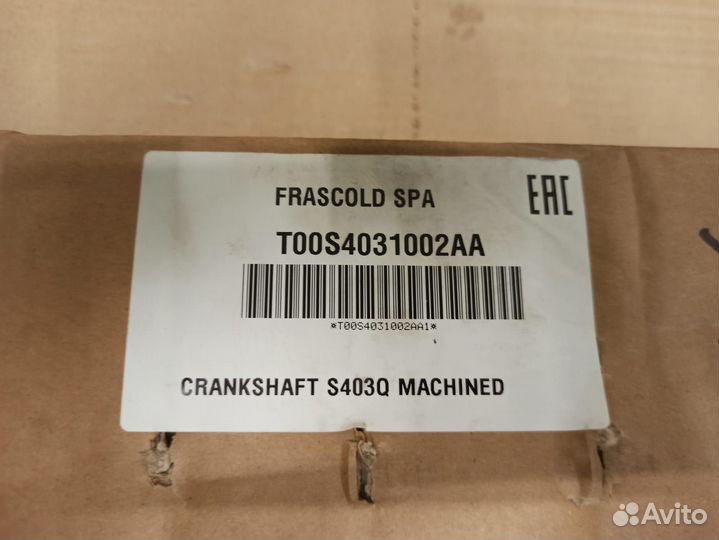 FRASCOLD SPA
EAC
T00S4031002AA
*T00S4031002AA1*
CRANKSHAFT S403Q MACHINED
Avito